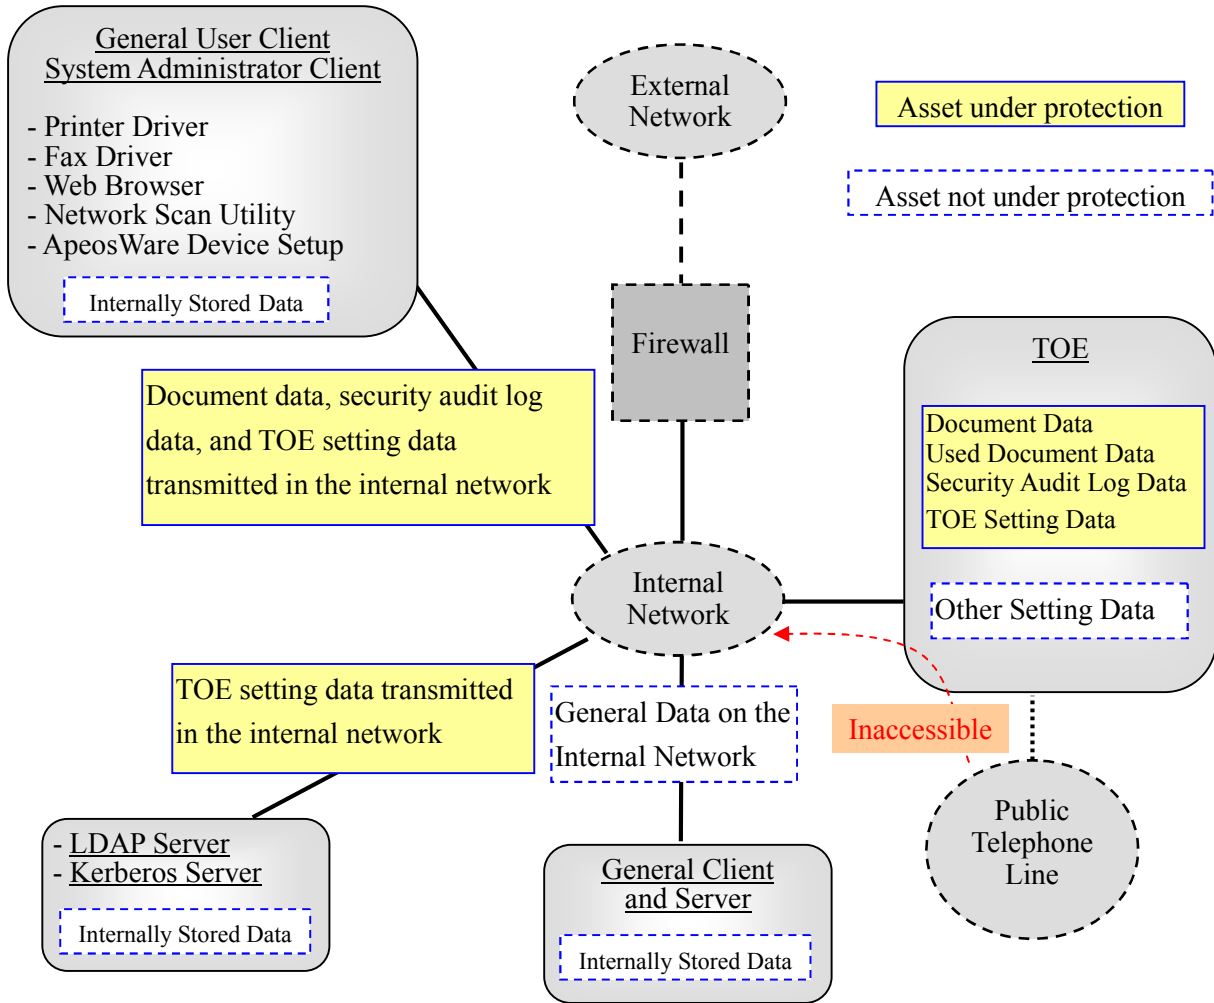 General User Client
System Administrator Client
- Printer Driver
- Fax Driver
- Web Browser
- Network Scan Utility
- ApeosWare Device Setup
Internally Stored Data
External
Network
Asset under protection
Asset not under protection
Firewall
Document data, security audit log
data, and TOE setting data
transmitted in the internal network
TOE
Document Data
Used Document Data
Security Audit Log Data
TOE Setting Data
Other Setting Data
Internal
Network
TOE setting data transmitted
in the internal network
General Data on the
Internal Network
Inaccessible
Public
Telephone
Line
- LDAP Server
- Kerberos Server
Internally Stored Data
General Client
and Server
Internally Stored Data